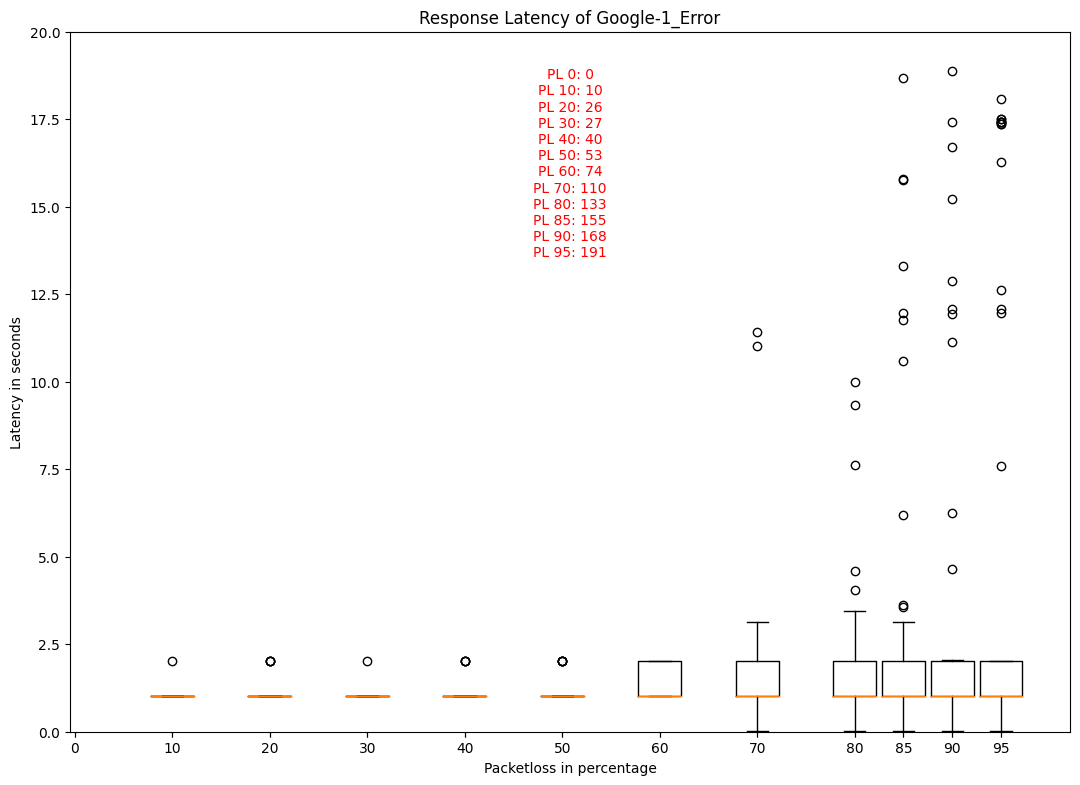 Response Latency of Google-1_Error
20.0
17.5
15.0
12.5
10.0
7.5
5.0
2.5
0.0
Latency in seconds
PL 0: 0
PL 10: 10
PL 20: 26
PL 30: 27
PL 40: 40
PL 50: 53
PL 60: 74
PL 70: 110
PL 80: 133
PL 85: 155
PL 90: 168
PL 95: 191
0 10 20 30 40 50 60 70 80 85 90 95
Packetloss in percentage